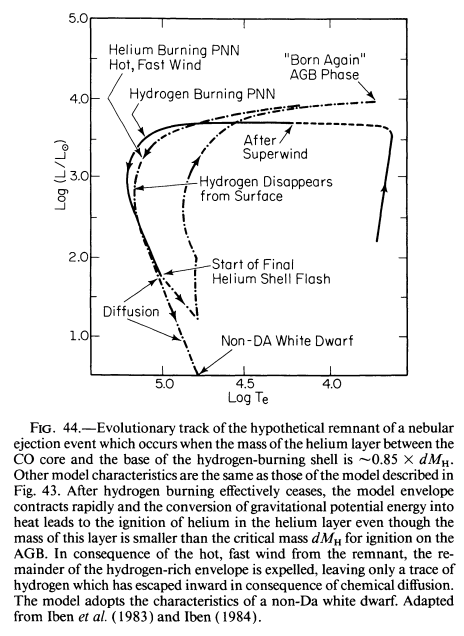 5.0
Helium Burning PNN
Hot, Fast Wind
"Born Again"
AGB Phase
Hydrogen Burning PNN
4.0
After
Superwind
Log (L/L⊙)
3.0
Hydrogen Disappears
from Surface
2.0
Start of Final
Helium Shell Flash
Diffusion
1.0
Non-DA White Dwarf
5.0 4.5 4.0
Log Te
FIG. 44.—Evolutionary track of the hypothetical remnant of a nebular
ejection event which occurs when the mass of the helium layer between the
CO core and the base of the hydrogen-burning shell is ~0.85 × dMH.
Other model characteristics are the same as those of the model described in
Fig. 43. After hydrogen burning effectively ceases, the model envelope
contracts rapidly and the conversion of gravitational potential energy into
heat leads to the ignition of helium in the helium layer even though the
mass of this layer is smaller than the critical mass dMH for ignition on the
AGB. In consequence of the hot, fast wind from the remnant, the re-
mainder of the hydrogen-rich envelope is expelled, leaving only a trace of
hydrogen which has escaped inward in consequence of chemical diffusion.
The model adopts the characteristics of a non-Da white dwarf. Adapted
from Iben et al. (1983) and Iben (1984).